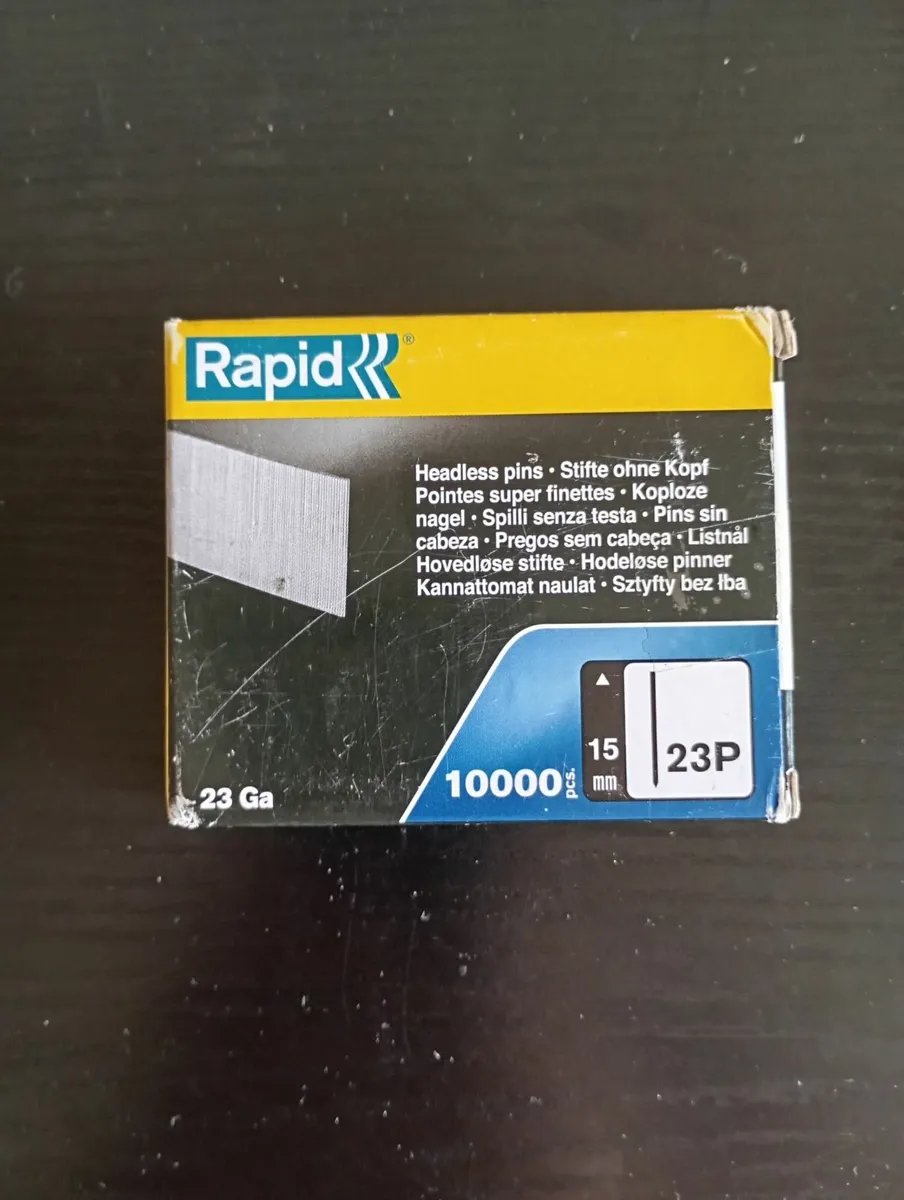 Rapid®
Headless pins • Stifte ohne Kopf
Pointes super finettes • Koploze
nagel • Spilli senza testa • Pins sin
cabeza • Pregos sem cabeça • Listnål
Hovedløse stifte • Hodeløse pinner
Kannattomat naulat • Sztyfty bez łba
15
mm
23P
10000 pcs.
23 Ga